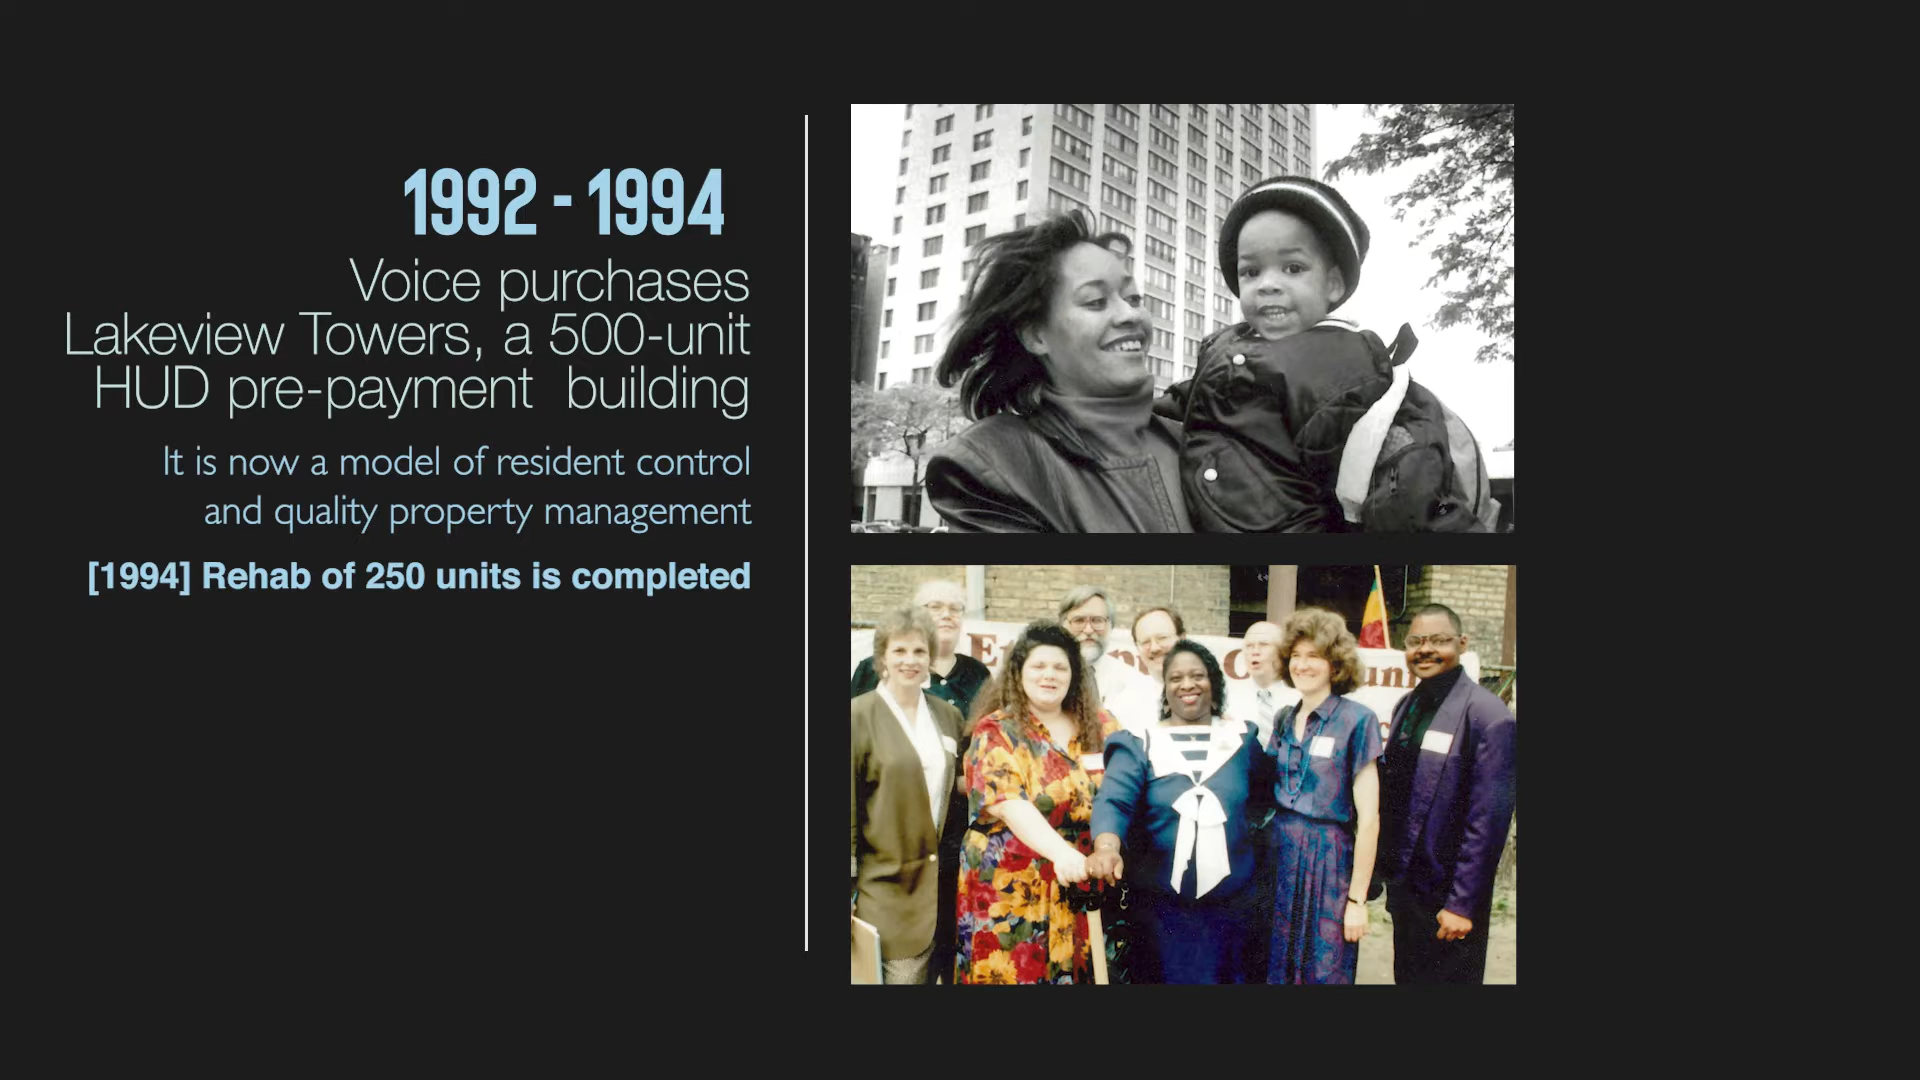 1992 - 1994
Voice purchases
Lakeview Towers, a 500-unit
HUD pre-payment building
It is now a model of resident control
and quality property management
[1994] Rehab of 250 units is completed